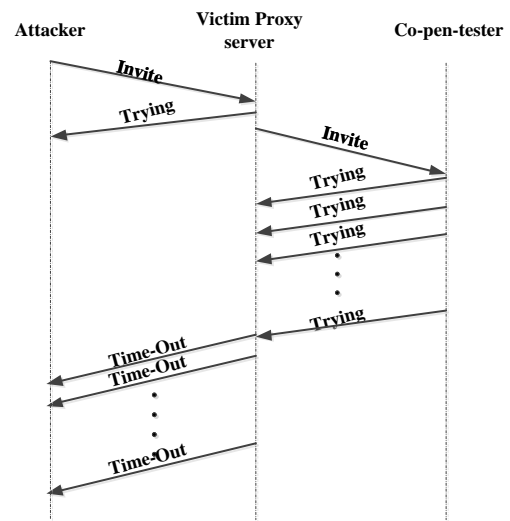 Attacker
Victim Proxy
server
Co-pen-tester
Invite
Trying
Invite
Trying
Trying
Trying
Trying
Time-Out
Time-Out
Time-Out